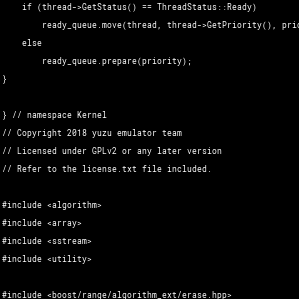 if (thread->GetStatus() == ThreadStatus::Ready)
ready_queue.move(thread, thread->GetPriority(),
else
ready_queue.prepare(priority);
}
} // namespace Kernel
// Copyright 2018 yuzu emulator team
// Licensed under GPLv2 or any later version
// Refer to the license.txt file included.
#include <algorithm>
#include <array>
#include <sstream>
#include <utility>
#include <boost/range/algorithm_ext/erase.hpp>